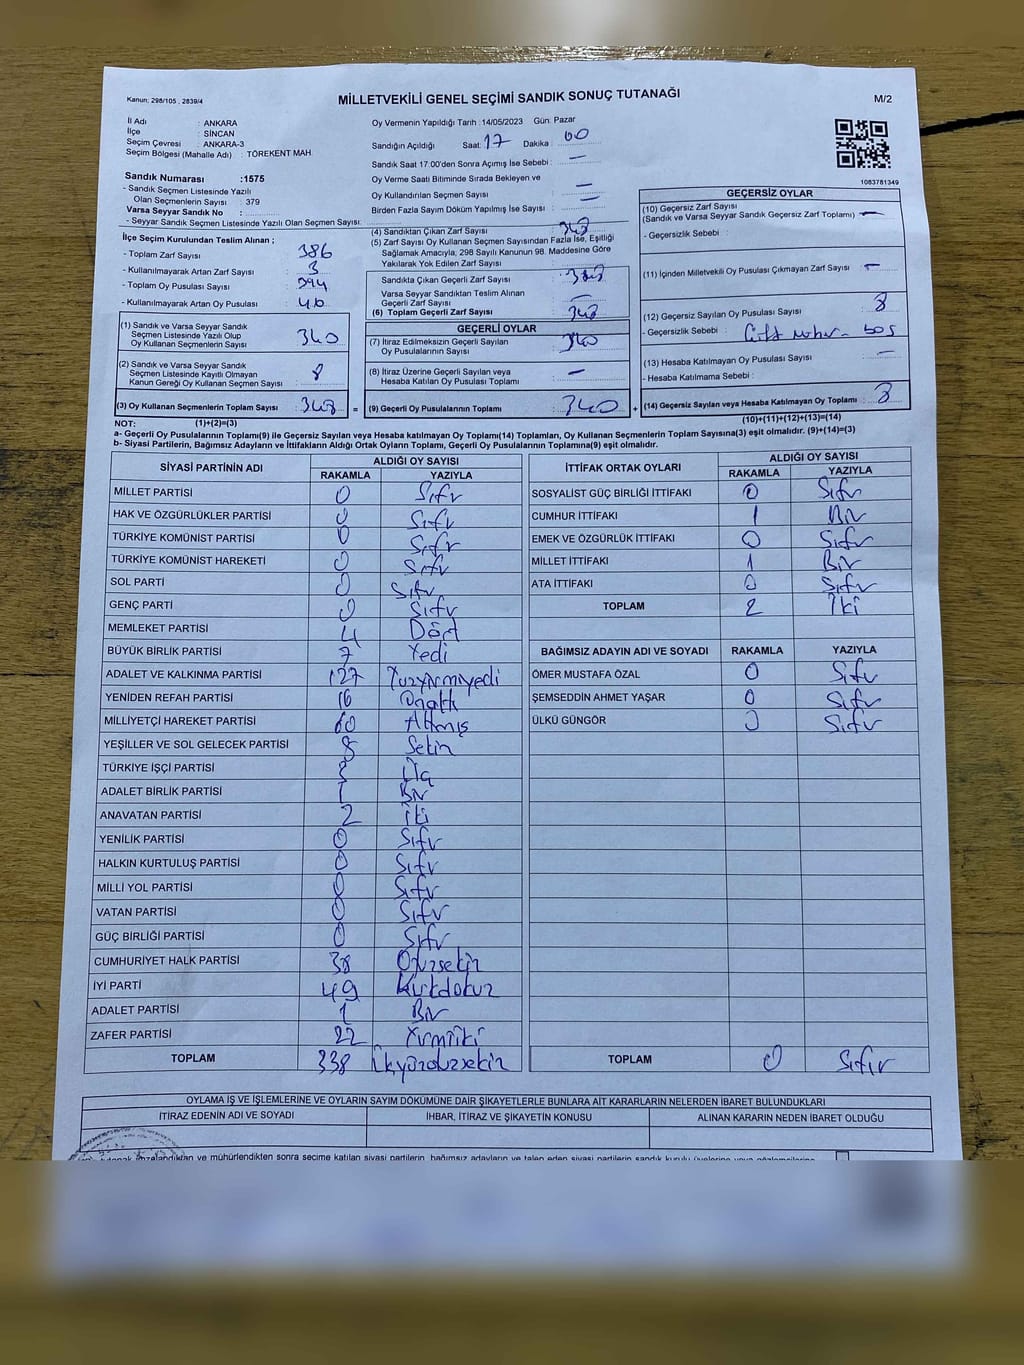 Kanun: 298/105 , 2839/4
MİLLETVEKİLİ GENEL SEÇİMİ SANDIK SONUÇ TUTANAĞI
M/2
İl Adı : ANKARA
İlçe : SİNCAN
Seçim Çevresi : ANKARA-3
Seçim Bölgesi (Mahalle Adı) : TÖREKENT MAH.
Sandık Numarası :1575
- Sandık Seçmen Listesinde Yazılı
Olan Seçmenlerin Sayısı : 379
Varsa Seyyar Sandık No :
- Seyyar Sandık Seçmen Listesinde Yazılı Olan Seçmen Sayısı:
İlçe Seçim Kurulundan Teslim Alınan ;
- Toplam Zarf Sayısı : 386
- Kullanılmayarak Artan Zarf Sayısı : 3
- Toplam Oy Pusulası Sayısı : 394
- Kullanılmayarak Artan Oy Pusulası : 46
(1) Sandık ve Varsa Seyyar Sandık
Seçmen Listesinde Yazılı Olup
Oy Kullanan Seçmenlerin Sayısı : 340
(2) Sandık ve Varsa Seyyar Sandık
Seçmen Listesinde Kayıtlı Olmayan
Kanun Gereği Oy Kullanan Seçmen Sayısı : 8
(3) Oy Kullanan Seçmenlerin Toplam Sayısı : 348
Oy Vermenin Yapıldığı Tarih :14/05/2023 Gün: Pazar
Sandığın Açıldığı Saat: 17 Dakika : 00
Sandık Saat 17:00'den Sonra Açımış İse Sebebi : —
Oy Verme Saati Bitiminde Sırada Bekleyen ve
Oy Kullandırılan Seçmen Sayısı : —
Birden Fazla Sayım Döküm Yapılmış İse Sayısı : —
(4) Sandıktan Çıkan Zarf Sayısı : 348
(5) Zarf Sayısı Oy Kullanan Seçmen Sayısından Fazla İse, Eşitliği
Sağlamak Amacıyla; 298 Sayılı Kanunun 98. Maddesine Göre
Yakılarak Yok Edilen Zarf Sayısı
Sandıkta Çıkan Geçerli Zarf Sayısı : 348
Varsa Seyyar Sandıktan Teslim Alınan
Geçerli Zarf Sayısı : —
(6) Toplam Geçerli Zarf Sayısı : 348
GEÇERLİ OYLAR
(7) İtiraz Edilmeksizin Geçerli Sayılan
Oy Pusulalarının Sayısı : 340
(8) İtiraz Üzerine Geçerli Sayılan veya
Hesaba Katılan Oy Pusulası Toplamı : —
= (9) Geçerli Oy Pusulalarının Toplamı : 340 +
1083781349
GEÇERSİZ OYLAR
(10) Geçersiz Zarf Sayısı
(Sandık ve Varsa Seyyar Sandık Geçersiz Zarf Toplamı) : —
- Geçersizlik Sebebi :
(11) İçinden Milletvekili Oy Pusulası Çıkmayan Zarf Sayısı : —
(12) Geçersiz Sayılan Oy Pusulası Sayısı : 8
- Geçersizlik Sebebi : Çift mühür - boş
(13) Hesaba Katılmayan Oy Pusulası Sayısı : —
- Hesaba Katılmama Sebebi :
(14) Geçersiz Sayılan veya Hesaba Katılmayan Oy Toplamı : 8
NOT: (1)+(2)=(3)
(10)+(11)+(12)+(13)=(14)
a- Geçerli Oy Pusulalarının Toplamı(9) ile Geçersiz Sayılan veya Hesaba katılmayan Oy Toplamı(14) Toplamları, Oy Kullanan Seçmenlerin Toplam Sayısına(3) eşit olmalıdır. (9)+(14)=(3)
b- Siyasi Partilerin, Bağımsız Adayların ve İttifakların Aldığı Ortak Oyların Toplamı, Geçerli Oy Pusulalarının Toplamına(9) eşit olmalıdır.
SİYASİ PARTİNİN ADI ALDIĞI OY SAYISI
RAKAMLA YAZIYLA
MİLLET PARTİSİ 0 Sıfır
HAK VE ÖZGÜRLÜKLER PARTİSİ 0 Sıfır
TÜRKİYE KOMÜNİST PARTİSİ 0 Sıfır
TÜRKİYE KOMÜNİST HAREKETİ 0 Sıfır
SOL PARTİ 0 Sıfır
GENÇ PARTİ 0 Sıfır
MEMLEKET PARTİSİ 4 Dört
BÜYÜK BİRLİK PARTİSİ 7 Yedi
ADALET VE KALKINMA PARTİSİ 127 Yüzyirmiyedi
YENİDEN REFAH PARTİSİ 16 Onaltı
MİLLİYETÇİ HAREKET PARTİSİ 60 Altmış
YEŞİLLER VE SOL GELECEK PARTİSİ 8 Sekiz
TÜRKİYE İŞÇİ PARTİSİ 3 Üç
ADALET BİRLİK PARTİSİ 1 Bir
ANAVATAN PARTİSİ 2 İki
YENİLİK PARTİSİ 0 Sıfır
HALKIN KURTULUŞ PARTİSİ 0 Sıfır
MİLLİ YOL PARTİSİ 0 Sıfır
VATAN PARTİSİ 0 Sıfır
GÜÇ BİRLİĞİ PARTİSİ 0 Sıfır
CUMHURİYET HALK PARTİSİ 38 Otuzsekiz
İYİ PARTİ 49 Kırkdokuz
ADALET PARTİSİ 1 Bir
ZAFER PARTİSİ 22 Yirmiiki
TOPLAM 338 Üçyüzotuzsekiz
İTTİFAK ORTAK OYLARI ALDIĞI OY SAYISI
RAKAMLA YAZIYLA
SOSYALİST GÜÇ BİRLİĞİ İTTİFAKI 0 Sıfır
CUMHUR İTTİFAKI 1 Bir
EMEK VE ÖZGÜRLÜK İTTİFAKI 0 Sıfır
MİLLET İTTİFAKI 1 Bir
ATA İTTİFAKI 0 Sıfır
TOPLAM 2 İki
BAĞIMSIZ ADAYIN ADI VE SOYADI RAKAMLA YAZIYLA
ÖMER MUSTAFA ÖZAL 0 Sıfır
ŞEMSEDDİN AHMET YAŞAR 0 Sıfır
ÜLKÜ GÜNGÖR 0 Sıfır
TOPLAM 0 Sıfır
OYLAMA İŞ VE İŞLEMLERİNE VE OYLARIN SAYIM DÖKÜMÜNE DAİR ŞİKAYETLERLE BUNLARA AİT KARARLARIN NELERDEN İBARET BULUNDUKLARI
İTİRAZ EDENİN ADI VE SOYADI İHBAR, İTİRAZ VE ŞİKAYETİN KONUSU ALINAN KARARIN NEDEN İBARET OLDUĞU